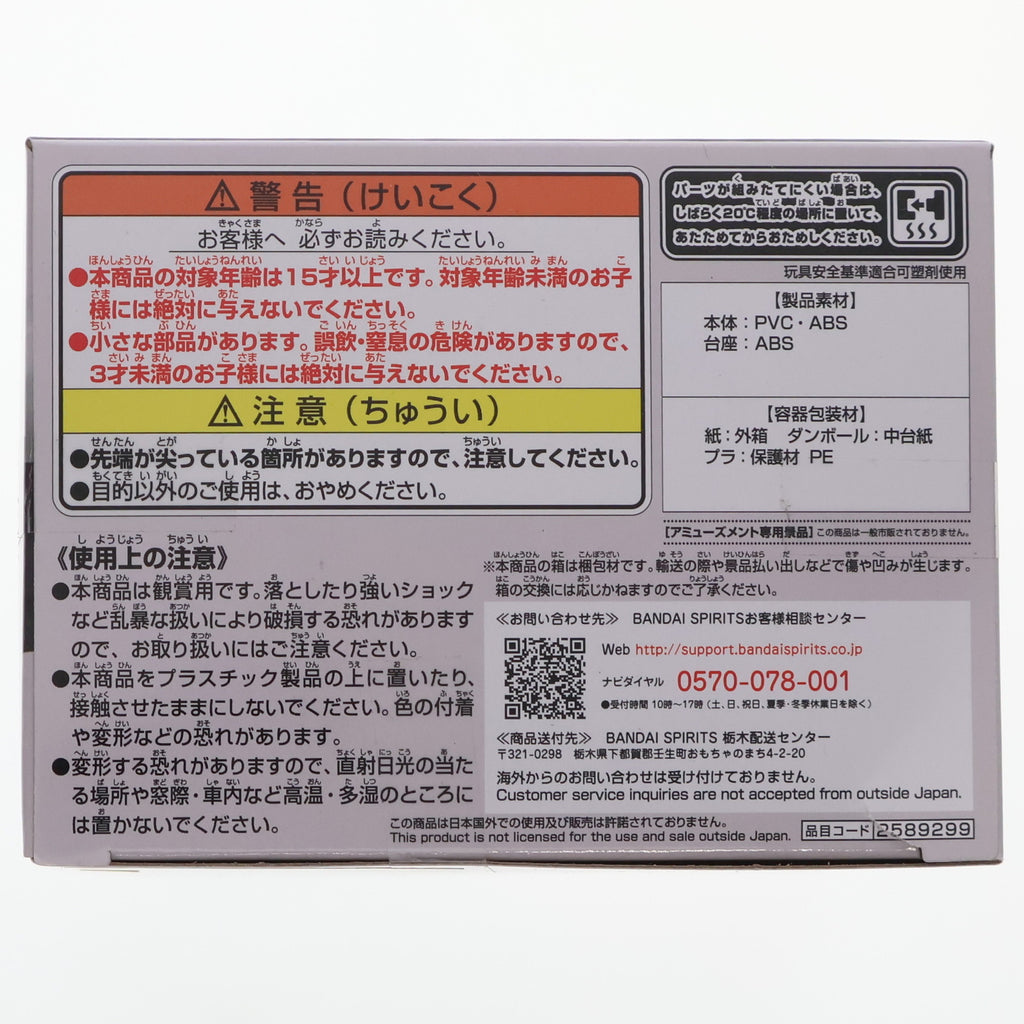 警告（けいこく）
お客様へ 必ずお読みください。
●本商品の対象年齢は15才以上です。対象年齢未満のお子
様には絶対に与えないでください。
●小さな部品があります。誤飲・窒息の危険がありますので、
3才未満のお子様には絶対に与えないでください。
注意（ちゅうい）
●先端が尖っている箇所がありますので、注意してください。
●目的以外のご使用は、おやめください。
パーツが組みたてにくい場合は、
しばらく20℃程度の場所に置いて、
あたためてからおためしください。
玩具安全基準適合可塑剤使用
【製品素材】
本体：PVC・ABS
台座：ABS
【容器包装材】
紙：外箱 ダンボール：中台紙
プラ：保護材 PE
【アミューズメント専用景品】この商品は一般市販されておりません。
《使用上の注意》
●本商品は観賞用です。落としたり強いショック
など乱暴な扱いにより破損する恐れがあります
ので、お取り扱いにはご注意ください。
●本商品をプラスチック製品の上に置いたり、
接触させたままにしないでください。色の付着
や変形などの恐れがあります。
●変形する恐れがありますので、直射日光の当た
る場所や窓際・車内など高温・多湿のところに
は置かないでください。
※本商品の箱は梱包材です。輸送の際や景品払い出しなどで傷や凹みが生じます。
箱の交換には応じかねますのでご了承ください。
≪お問い合わせ先≫ BANDAI SPIRITSお客様相談センター
Web http://support.bandaispirits.co.jp
ナビダイヤル 0570-078-001
●受付時間 10時～17時（土、日、祝日、夏季・冬季休業日を除く）
≪商品送付先≫ BANDAI SPIRITS 栃木配送センター
〒321-0298 栃木県下都賀郡壬生町おもちゃのまち4-2-20
海外からのお問い合わせは受け付けておりません。
Customer service inquiries are not accepted from outside Japan.
この商品は日本国外での使用及び販売は許諾されておりません。
This product is not licensed for the use and sale outside Japan.
品目コード 2589299